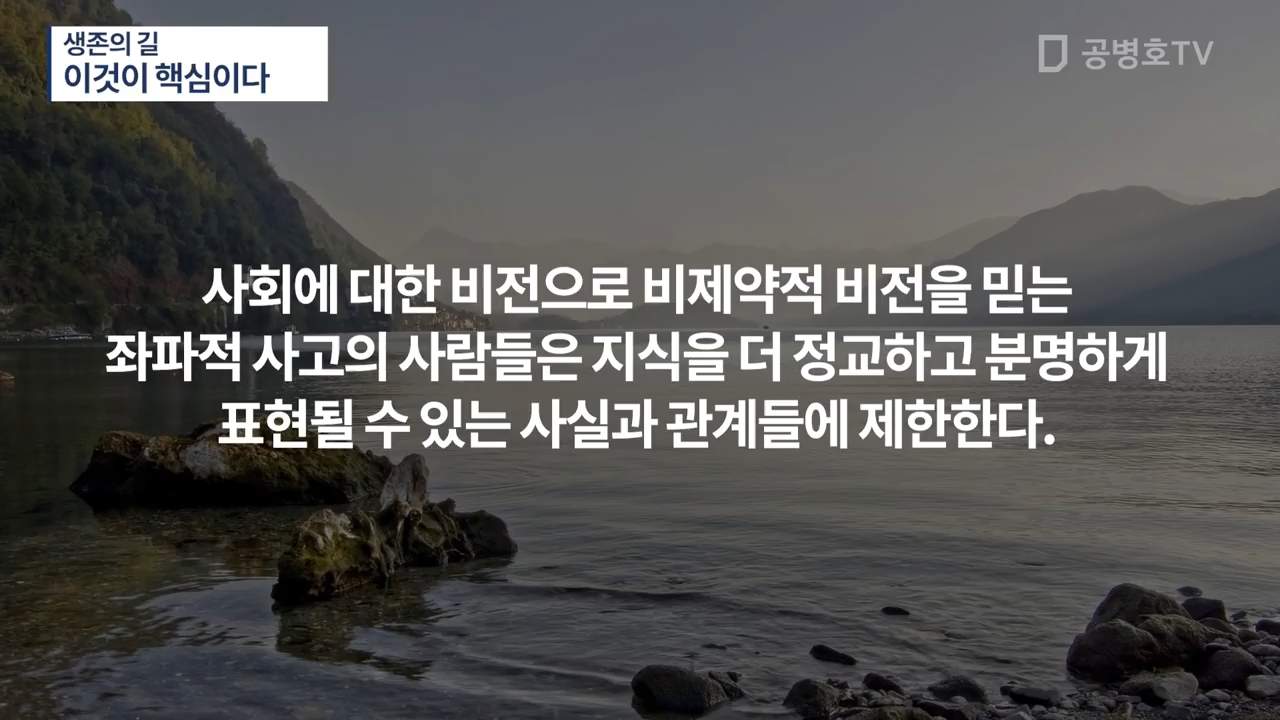 생존의 길
이것이 핵심이다
공병호TV
사회에 대한 비전으로 비제약적 비전을 믿는
좌파적 사고의 사람들은 지식을 더 정교하고 분명하게
표현될 수 있는 사실과 관계들에 제한한다.